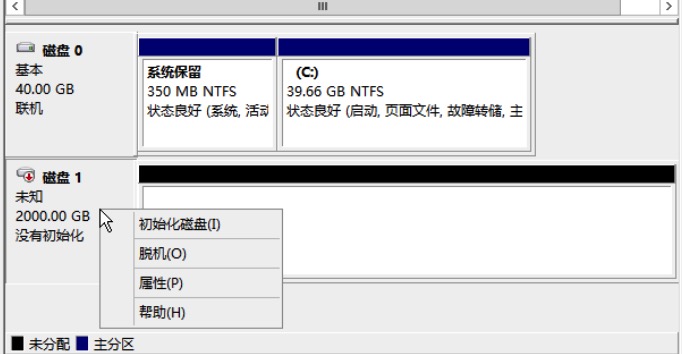 磁盘 0
基本
40.00 GB
联机
系统保留
350 MB NTFS
状态良好 (系统, 活动
(C:)
39.66 GB NTFS
状态良好 (启动, 页面文件, 故障转储, 主
磁盘 1
未知
2000.00 GB
没有初始化
初始化磁盘(I)
脱机(O)
属性(P)
帮助(H)
未分配 主分区